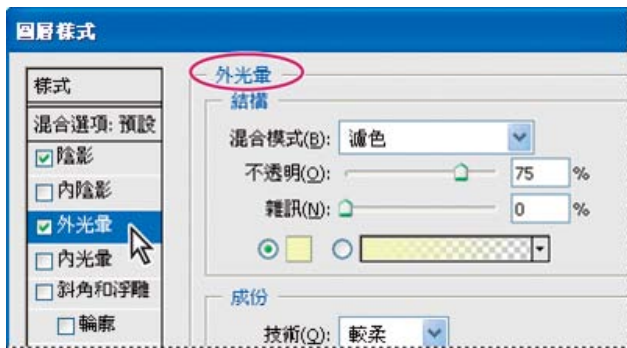 圖層樣式
樣式
混合選項: 預設
陰影
內陰影
外光暈
內光暈
斜角和浮雕
輪廓
外光暈
結構
混合模式(B): 濾色
不透明(O): 75 %
雜訊(N): 0 %
成份
技術(Q): 較柔